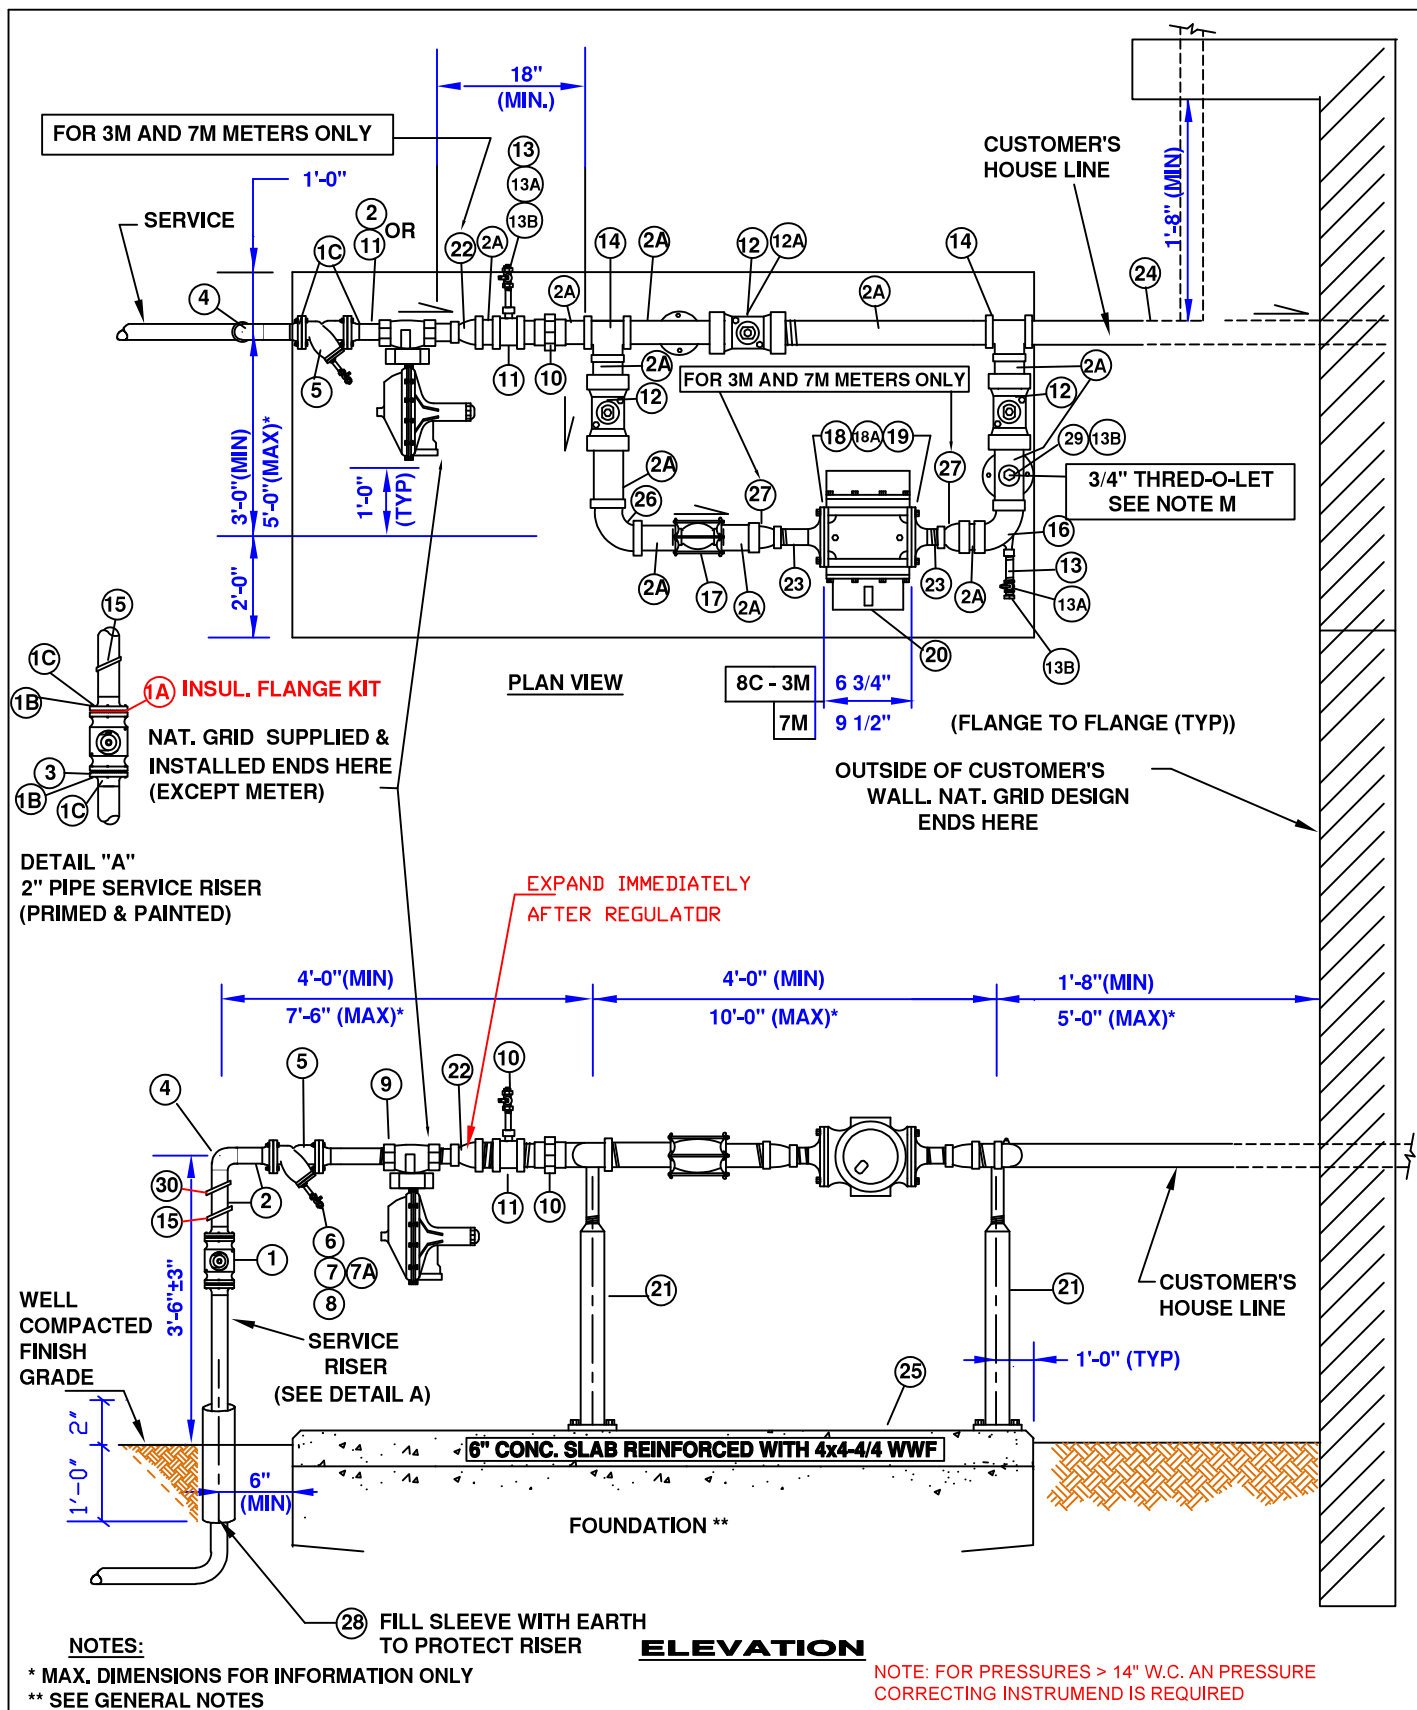 18"
(MIN.)
FOR 3M AND 7M METERS ONLY
1'-0"
SERVICE
2
OR
11
1C
4
5
13
13A
13B
22
2A
11
10
2A
14
2A
12
12A
2A
14
CUSTOMER'S
HOUSE LINE
24
1'-8" (MIN)
2A
12
FOR 3M AND 7M METERS ONLY
2A
12
29
13B
3/4" THRED-O-LET
SEE NOTE M
3'-0"(MIN)
5'-0"(MAX)*
1'-0"
(TYP)
2'-0"
2A
26
27
18
18A
19
27
16
13
13A
13B
2A
17
2A
23
23
2A
20
15
1C
1B
1A
INSUL. FLANGE KIT
3
1B
1C
NAT. GRID SUPPLIED &
INSTALLED ENDS HERE
(EXCEPT METER)
PLAN VIEW
8C - 3M
6 3/4"
7M
9 1/2"
(FLANGE TO FLANGE (TYP))
OUTSIDE OF CUSTOMER'S
WALL. NAT. GRID DESIGN
ENDS HERE
DETAIL "A"
2" PIPE SERVICE RISER
(PRIMED & PAINTED)
EXPAND IMMEDIATELY
AFTER REGULATOR
4'-0"(MIN)
7'-6" (MAX)*
4'-0" (MIN)
10'-0" (MAX)*
1'-8"(MIN)
5'-0" (MAX)*
4
5
9
22
10
30
15
2
1
6
7
7A
8
11
10
21
21
3'-6"±3"
WELL
COMPACTED
FINISH
GRADE
SERVICE
RISER
(SEE DETAIL A)
CUSTOMER'S
HOUSE LINE
1'-0" (TYP)
25
2"
1'-0"
6"
(MIN)
6" CONC. SLAB REINFORCED WITH 4x4-4/4 WWF
FOUNDATION **
28
FILL SLEEVE WITH EARTH
TO PROTECT RISER
ELEVATION
NOTES:
* MAX. DIMENSIONS FOR INFORMATION ONLY
** SEE GENERAL NOTES
NOTE: FOR PRESSURES > 14" W.C. AN PRESSURE
CORRECTING INSTRUMEND IS REQUIRED